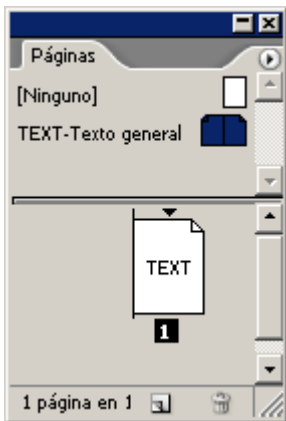 Páginas
[Ninguno]
TEXT-Texto general
TEXT
1
1 página en 1